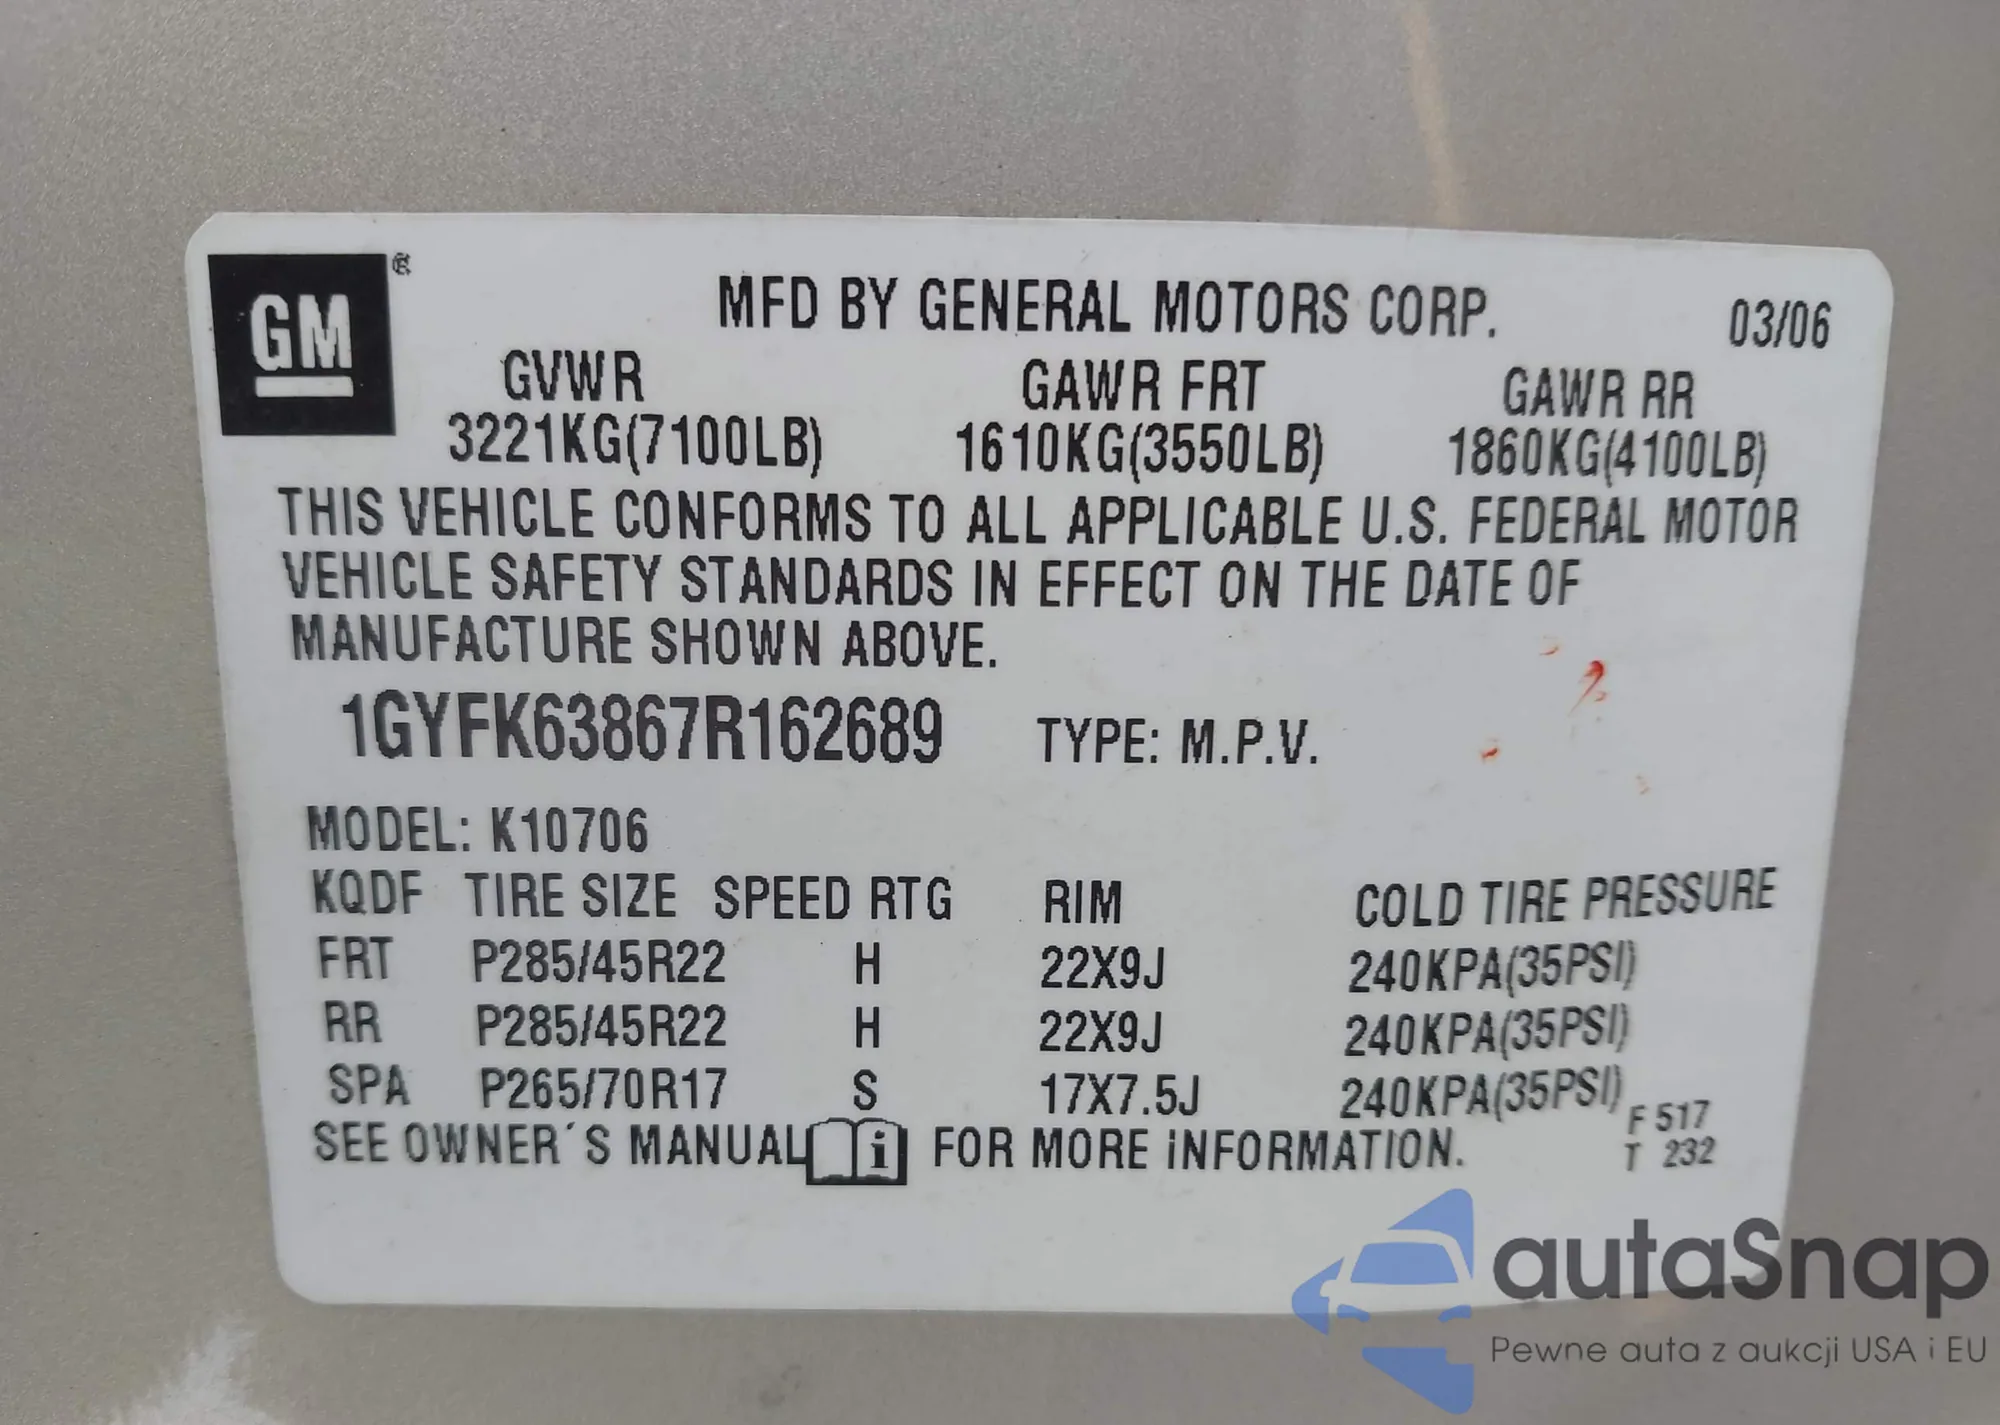 GM ®
MFD BY GENERAL MOTORS CORP. 03/06
GVWR GAWR FRT GAWR RR
3221KG(7100LB) 1610KG(3550LB) 1860KG(4100LB)
THIS VEHICLE CONFORMS TO ALL APPLICABLE U.S. FEDERAL MOTOR
VEHICLE SAFETY STANDARDS IN EFFECT ON THE DATE OF
MANUFACTURE SHOWN ABOVE.
1GYFK63867R162689 TYPE: M.P.V.
MODEL: K10706
KQDF TIRE SIZE SPEED RTG RIM COLD TIRE PRESSURE
FRT P285/45R22 H 22X9J 240KPA(35PSI)
RR P285/45R22 H 22X9J 240KPA(35PSI)
SPA P265/70R17 S 17X7.5J 240KPA(35PSI)
F 517
SEE OWNER´S MANUAL i FOR MORE iNFORMATION. T 232
autaSnap
Pewne auta z aukcji USA i EU